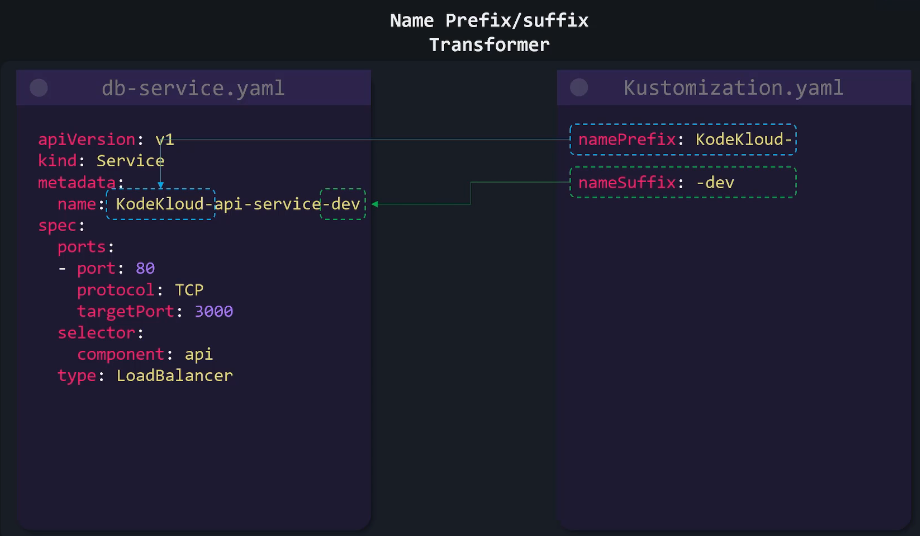 Name Prefix/suffix
Transformer
db-service.yaml
apiVersion: v1
kind: Service
metadata:
  name: KodeKloud-api-service-dev
spec:
  ports:
  - port: 80
    protocol: TCP
    targetPort: 3000
  selector:
    component: api
  type: LoadBalancer
Kustomization.yaml
namePrefix: KodeKloud-
nameSuffix: -dev